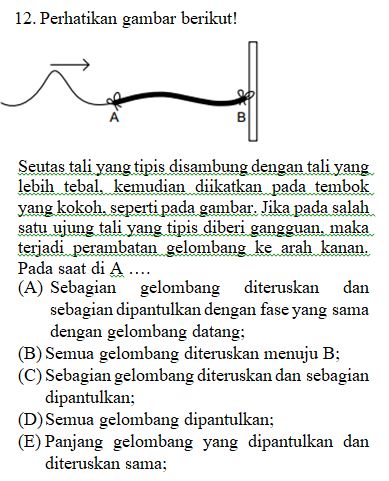 12. Perhatikan gambar berikut!
A
B
Seutas tali yang tipis disambung dengan tali yang
lebih tebal, kemudian diikatkan pada tembok
yang kokoh, seperti pada gambar. Jika pada salah
satu ujung tali yang tipis diberi gangguan, maka
terjadi perambatan gelombang ke arah kanan.
Pada saat di A ....
(A) Sebagian gelombang diteruskan dan
sebagian dipantulkan dengan fase yang sama
dengan gelombang datang;
(B) Semua gelombang diteruskan menuju B;
(C) Sebagian gelombang diteruskan dan sebagian
dipantulkan;
(D) Semua gelombang dipantulkan;
(E) Panjang gelombang yang dipantulkan dan
diteruskan sama;